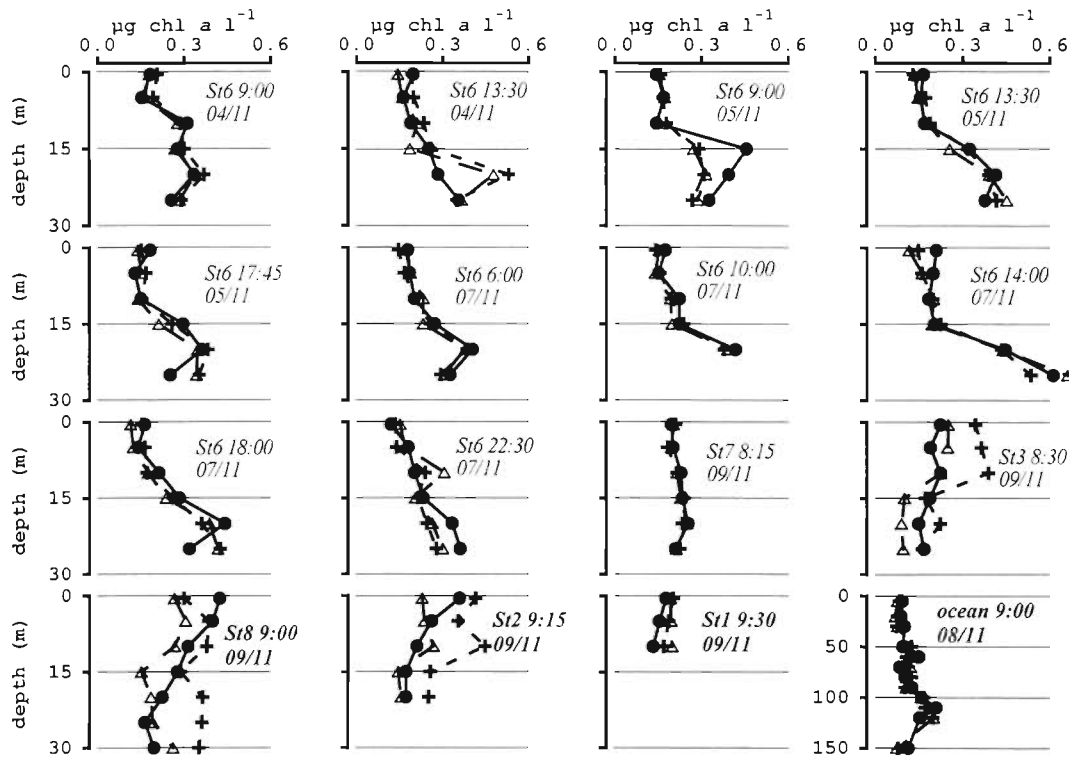 µg chl a l⁻¹ µg chl a l⁻¹ µg chl a l⁻¹ µg chl a l⁻¹
0.0 0.3 0.6 0.0 0.3 0.6 0.0 0.3 0.6 0.0 0.3 0.6
depth (m)
0
15
30
St6 9:00
04/11
St6 13:30
04/11
St6 9:00
05/11
St6 13:30
05/11
depth (m)
0
15
30
St6 17:45
05/11
St6 6:00
07/11
St6 10:00
07/11
St6 14:00
07/11
depth (m)
0
15
30
St6 18:00
07/11
St6 22:30
07/11
St7 8:15
09/11
St3 8:30
09/11
depth (m)
0
15
30
St8 9:00
09/11
St2 9:15
09/11
St1 9:30
09/11
0
50
100
150
ocean 9:00
08/11